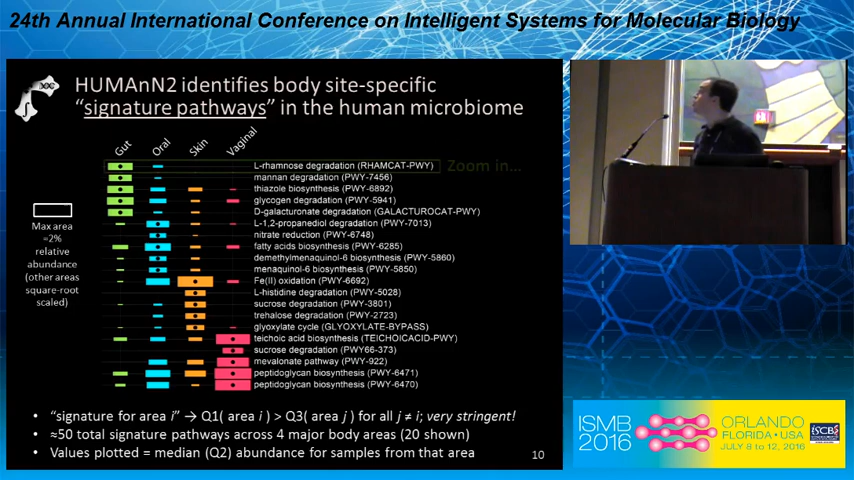 24th Annual International Conference on Intelligent Systems for Molecular Biology
HUMAnN2 identifies body site-specific
“signature pathways” in the human microbiome
Gut Oral Skin Vaginal
L-rhamnose degradation (RHAMCAT-PWY)
Zoom in...
mannan degradation (PWY-7456)
thiazole biosynthesis (PWY-6892)
glycogen degradation (PWY-5941)
D-galacturonate degradation (GALACTUROCAT-PWY)
L-1,2-propanediol degradation (PWY-7013)
nitrate reduction (PWY-6748)
fatty acids biosynthesis (PWY-6285)
demethylmenaquinol-6 biosynthesis (PWY-5860)
menaquinol-6 biosynthesis (PWY-5850)
Fe(II) oxidation (PWY-6692)
L-histidine degradation (PWY-5028)
sucrose degradation (PWY-3801)
trehalose degradation (PWY-2723)
glyoxylate cycle (GLYOXYLATE-BYPASS)
teichoic acid biosynthesis (TEICHOICACID-PWY)
sucrose degradation (PWY66-373)
mevalonate pathway (PWY-922)
peptidoglycan biosynthesis (PWY-6471)
peptidoglycan biosynthesis (PWY-6470)
Max area
≈2%
relative
abundance
(other areas
square-root
scaled)
• “signature for area i” → Q1( area i ) > Q3( area j ) for all j ≠ i; very stringent!
• ≈50 total signature pathways across 4 major body areas (20 shown)
• Values plotted = median (Q2) abundance for samples from that area
10
ISMB
2016
ORLANDO
FLORIDA • USA
JULY 8 to 12, 2016
ISCB